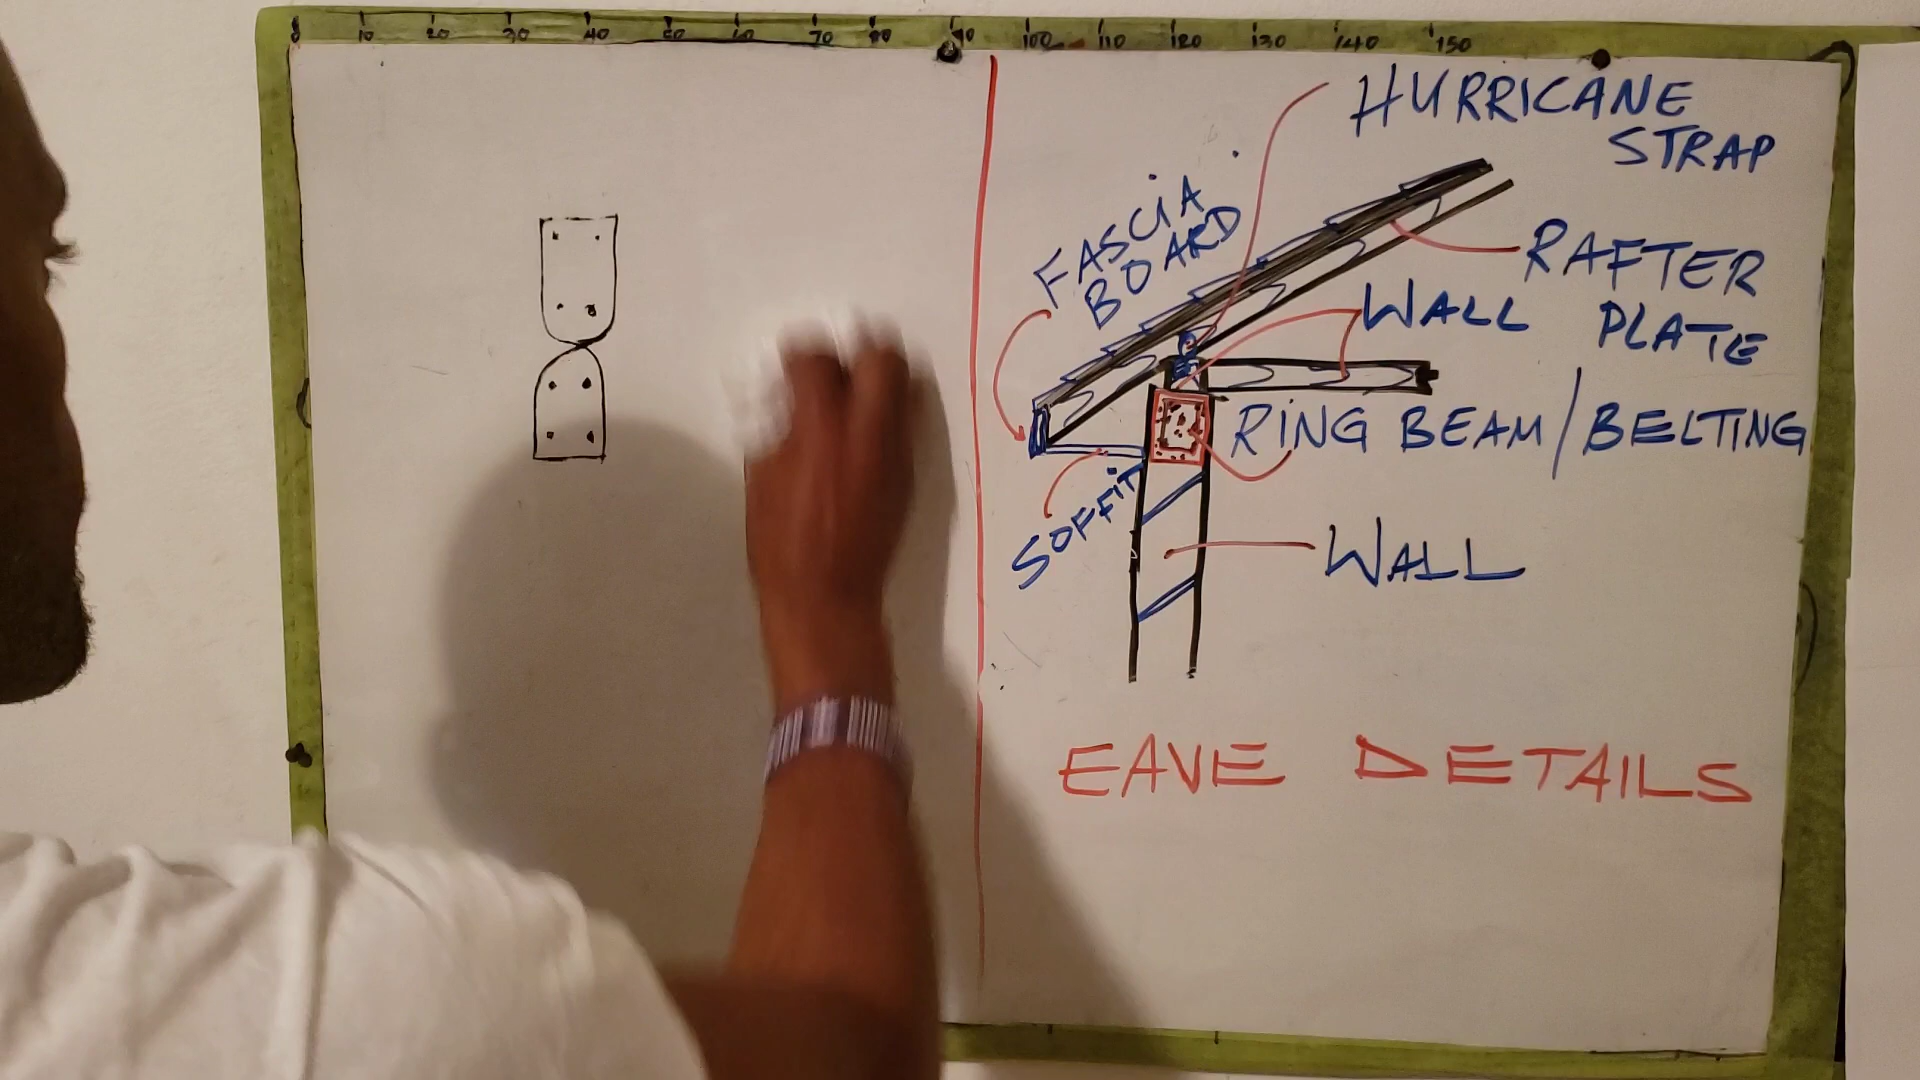 0 10 20 30 40 50 60 70 80 90 100 110 120 130 140 150
HURRICANE
STRAP
FASCIA
BOARD
RAFTER
WALL PLATE
RING BEAM/BELTING
SOFFIT
WALL
EAVE DETAILS